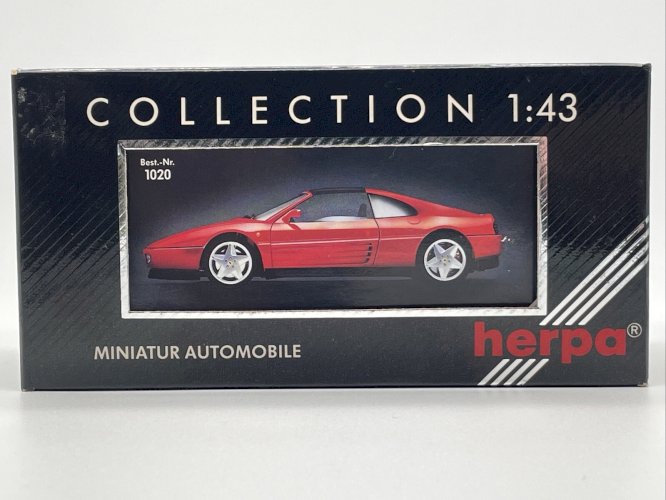 COLLECTION 1:43
Best.-Nr.
1020
MINIATUR AUTOMOBILE
herpa®